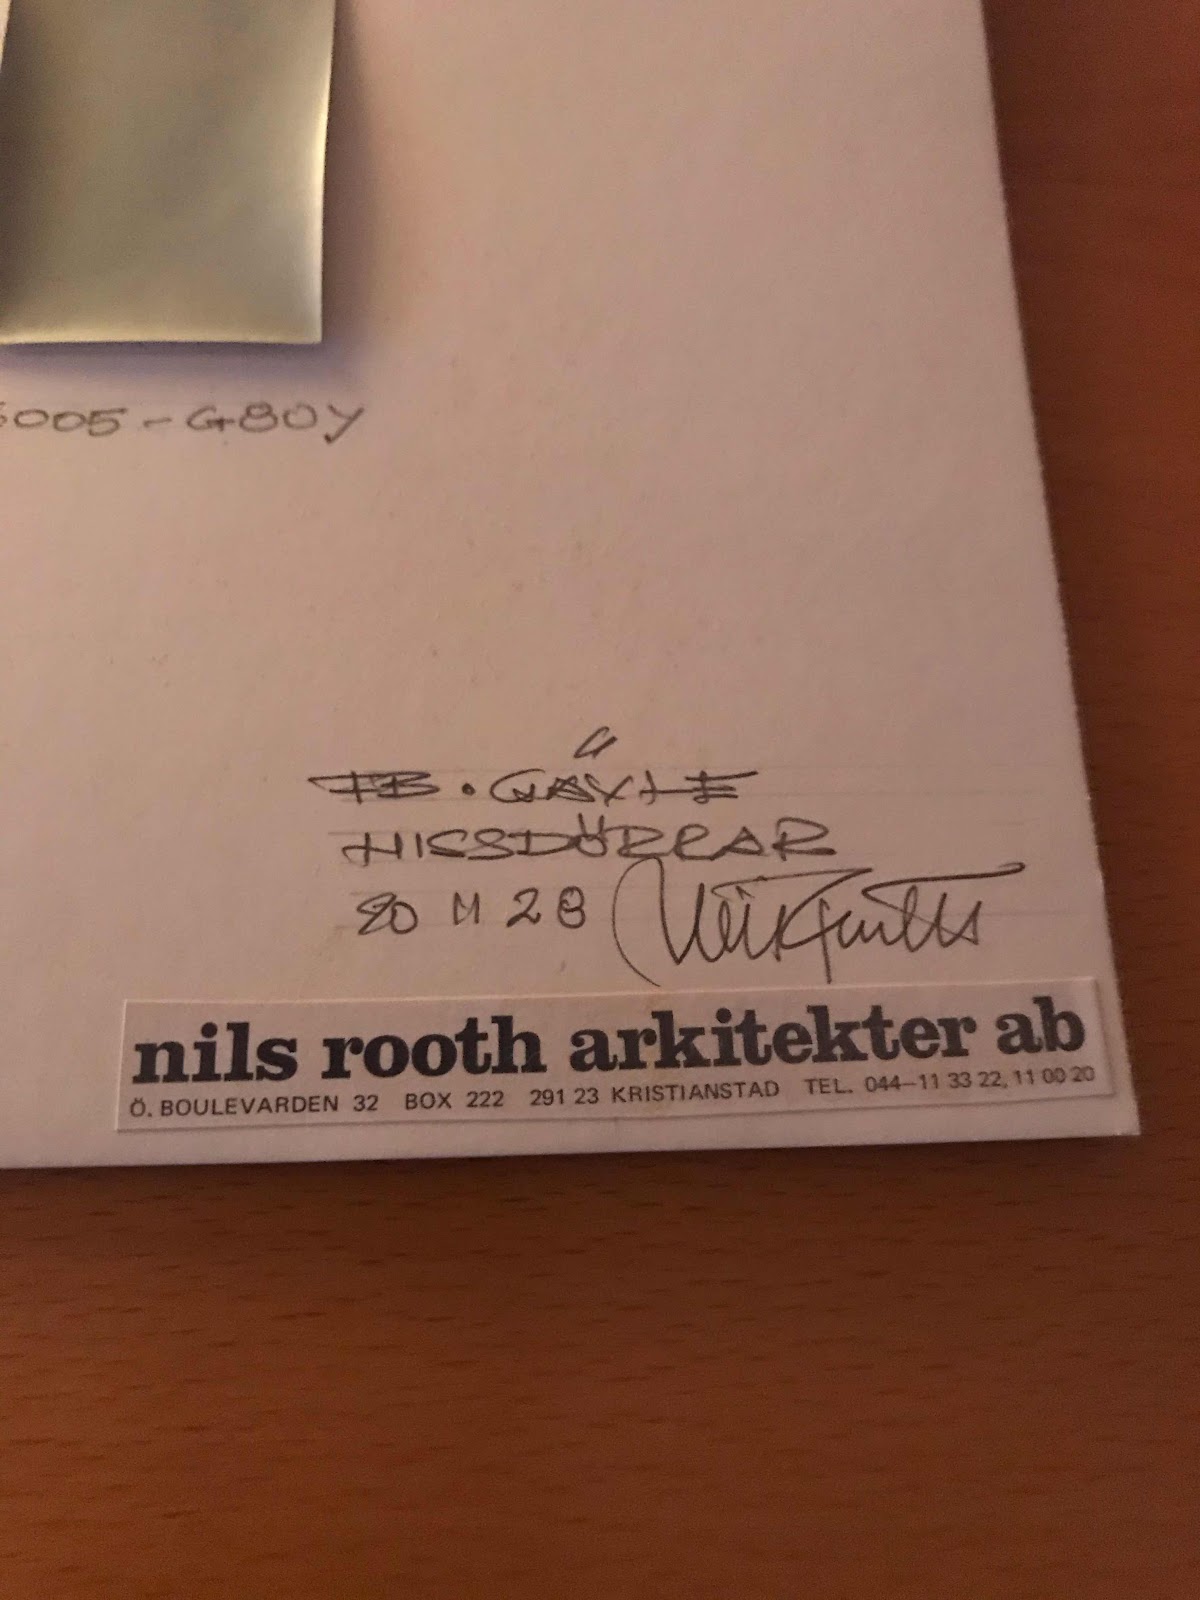 005-G80Y
FB. GÄVLE
HISSDÖRRAR
80 11 28
nils rooth arkitekter ab
Ö. BOULEVARDEN 32 BOX 222 291 23 KRISTIANSTAD TEL. 044-11 33 22, 11 00 20